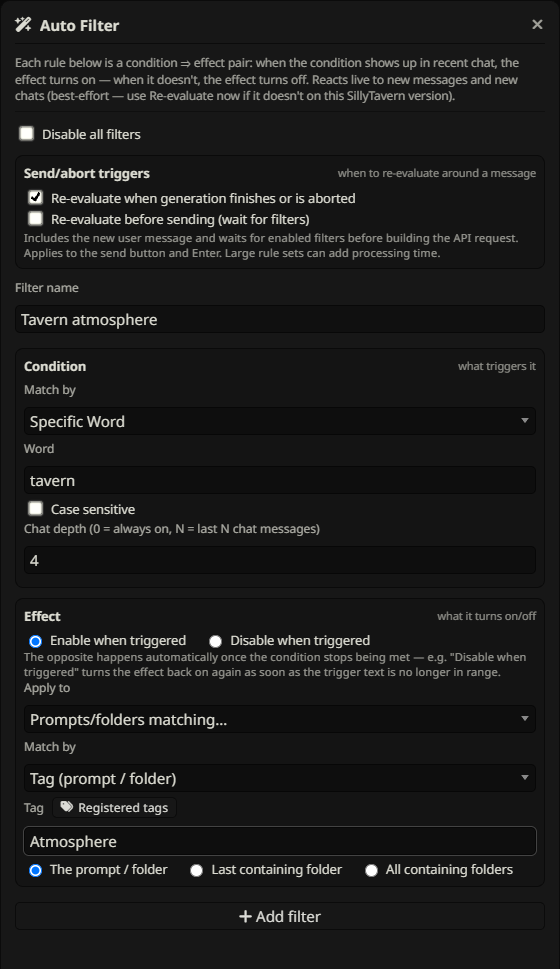 Auto Filter
Each rule below is a condition ⇒ effect pair: when the condition shows up in recent chat, the
effect turns on — when it doesn't, the effect turns off. Reacts live to new messages and new
chats (best-effort — use Re-evaluate now if it doesn't on this SillyTavern version).
Disable all filters
Send/abort triggers when to re-evaluate around a message
Re-evaluate when generation finishes or is aborted
Re-evaluate before sending (wait for filters)
Includes the new user message and waits for enabled filters before building the API request.
Applies to the send button and Enter. Large rule sets can add processing time.
Filter name
Tavern atmosphere
Condition what triggers it
Match by
Specific Word
Word
tavern
Case sensitive
Chat depth (0 = always on, N = last N chat messages)
4
Effect what it turns on/off
Enable when triggered Disable when triggered
The opposite happens automatically once the condition stops being met — e.g. "Disable when
triggered" turns the effect back on again as soon as the trigger text is no longer in range.
Apply to
Prompts/folders matching...
Match by
Tag (prompt / folder)
Tag Registered tags
Atmosphere
The prompt / folder Last containing folder All containing folders
+ Add filter